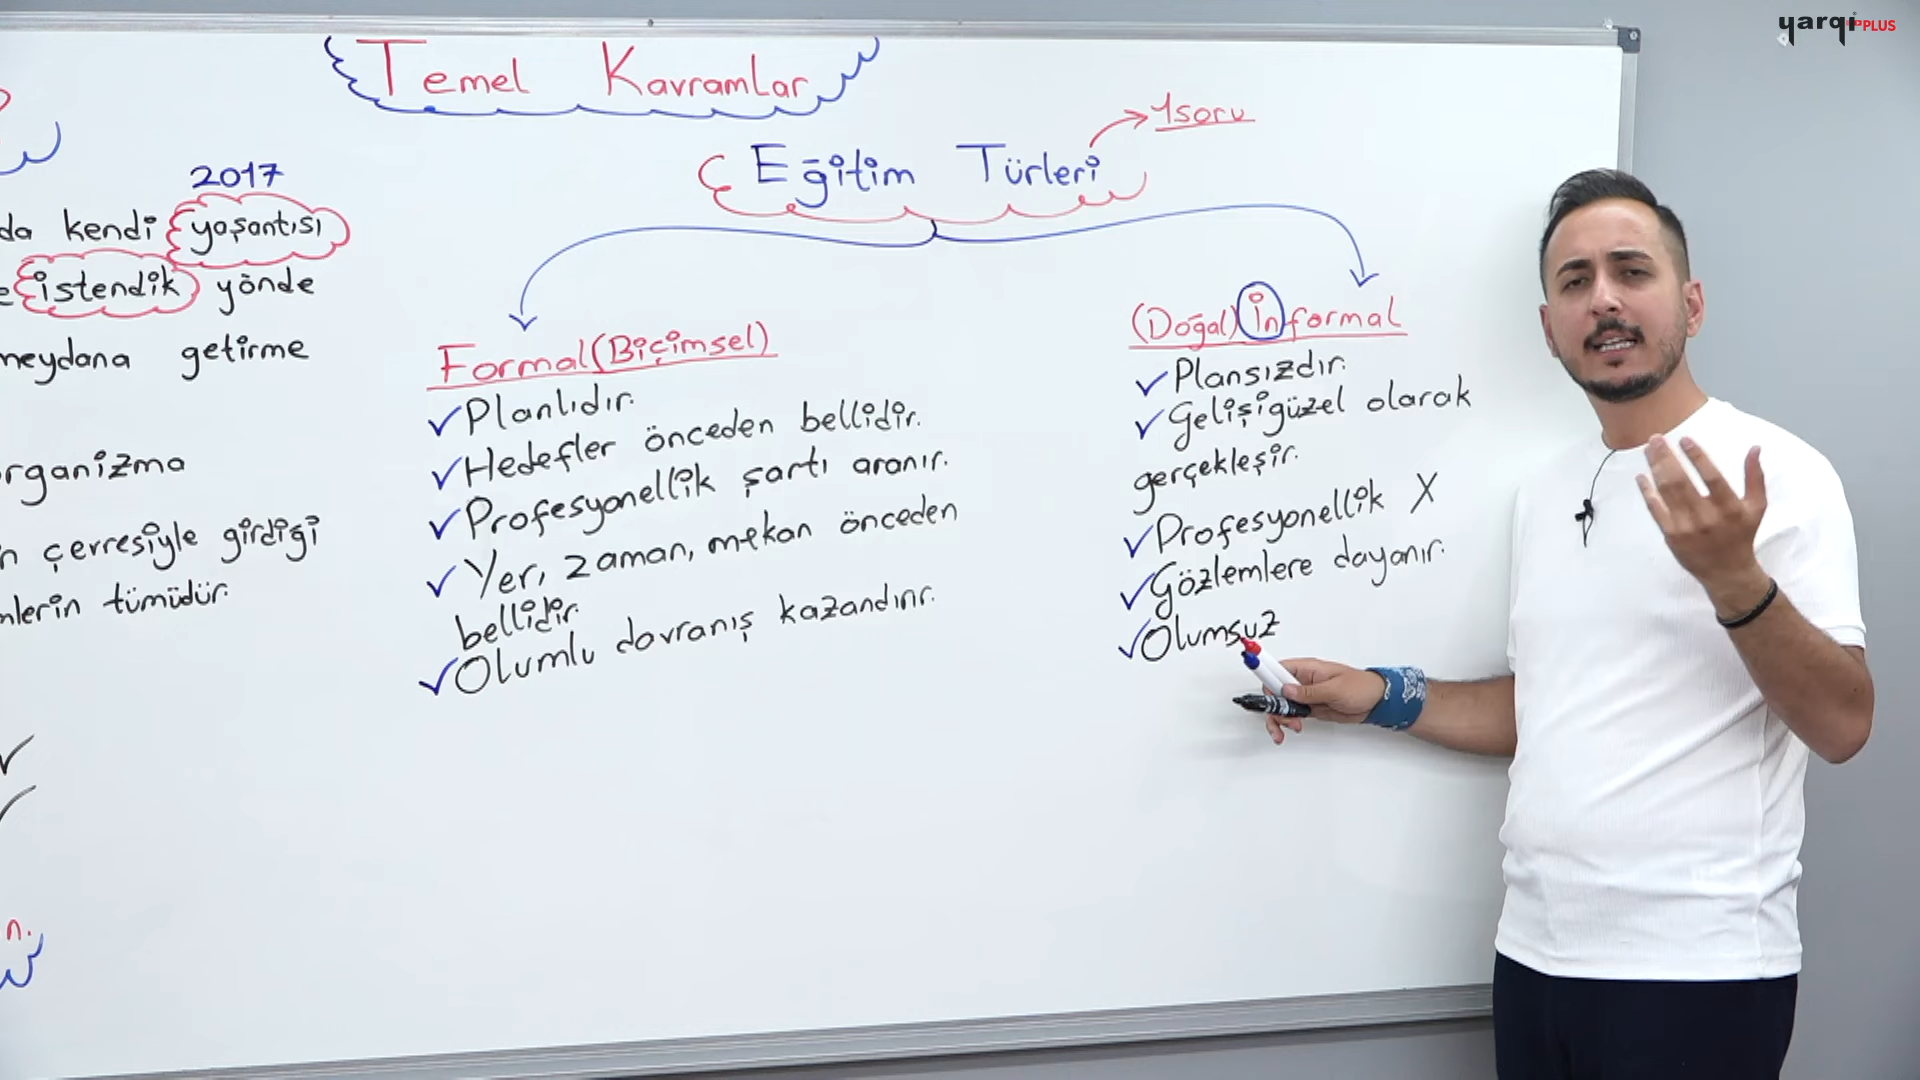 Temel Kavramlar
2017
da kendi yaşantısı
istendik yönde
meydana getirme
organizma
çevresiyle girdiği
tümüdür.
n.
Eğitim Türleri
1 soru
Formal (Biçimsel)
✓ Planlıdır.
✓ Hedefler önceden bellidir.
✓ Profesyonellik şartı aranır.
✓ Yer, zaman, mekan önceden
bellidir.
✓ Olumlu davranış kazandırır.
(Doğal) İnformal
✓ Plansızdır.
✓ Gelişigüzel olarak
gerçekleşir.
✓ Profesyonellik X
✓ Gözlemlere dayanır.
✓ Olumsuz
yargı PLUS